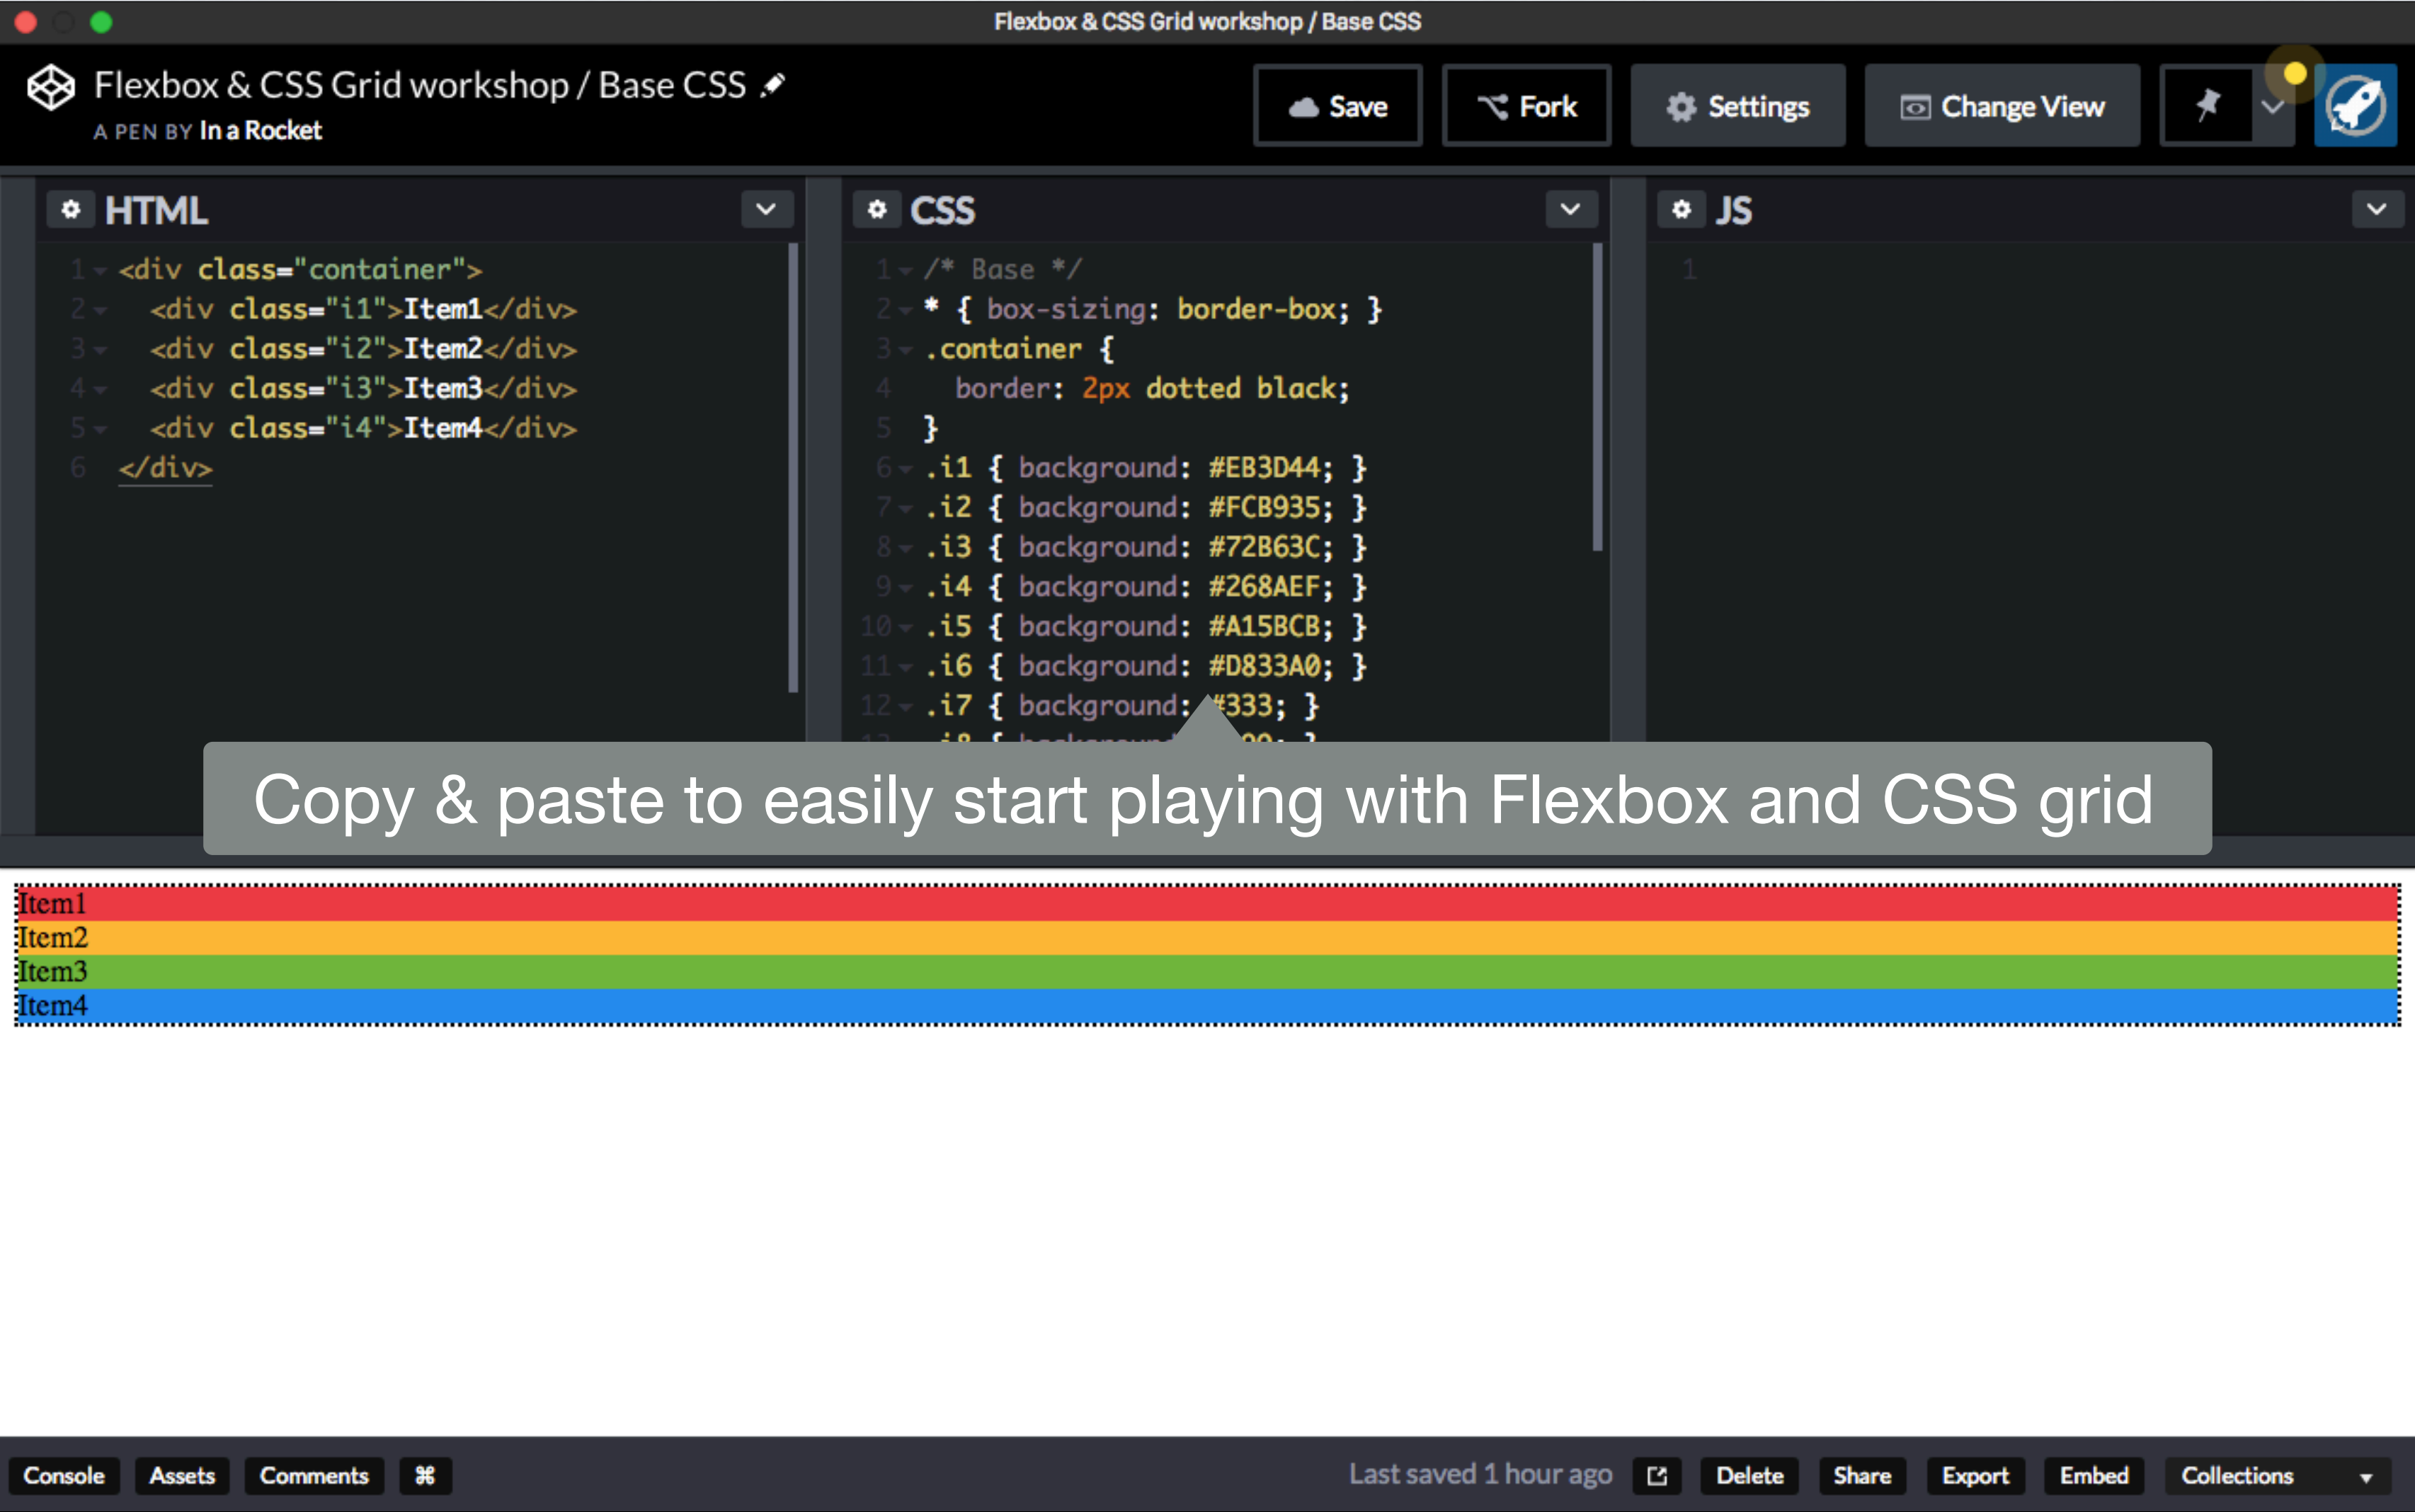 Flexbox & CSS Grid workshop / Base CSS
Flexbox & CSS Grid workshop / Base CSS
A PEN BY In a Rocket
Save
Fork
Settings
Change View
HTML
1 <div class="container">
2 <div class="i1">Item1</div>
3 <div class="i2">Item2</div>
4 <div class="i3">Item3</div>
5 <div class="i4">Item4</div>
6 </div>
CSS
1 /* Base */
2 * { box-sizing: border-box; }
3 .container {
4 border: 2px dotted black;
5 }
6 .i1 { background: #EB3D44; }
7 .i2 { background: #FCB935; }
8 .i3 { background: #72B63C; }
9 .i4 { background: #268AEF; }
10 .i5 { background: #A15BCB; }
11 .i6 { background: #D833A0; }
12 .i7 { background: #333; }
JS
1
Copy & paste to easily start playing with Flexbox and CSS grid
Item1
Item2
Item3
Item4
Console Assets Comments ⌘
Last saved 1 hour ago Delete Share Export Embed Collections